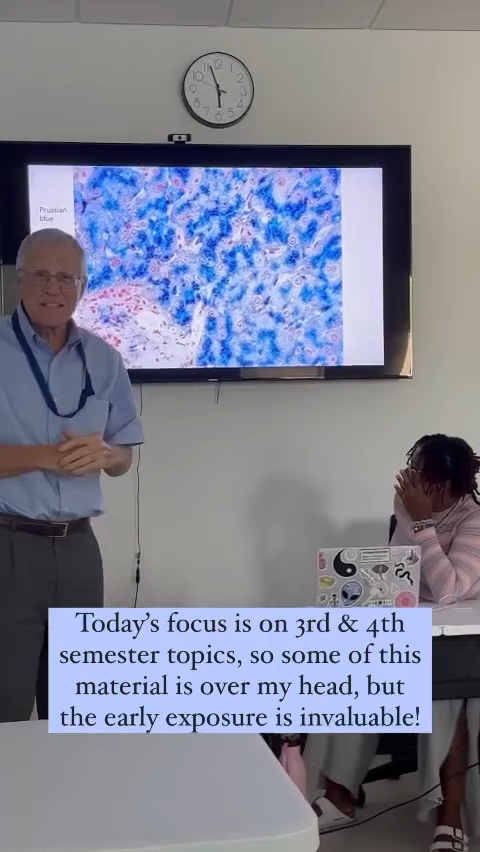 Prussian
blue
Today's focus is on 3rd & 4th
semester topics, so some of this
material is over my head, but
the early exposure is invaluable!